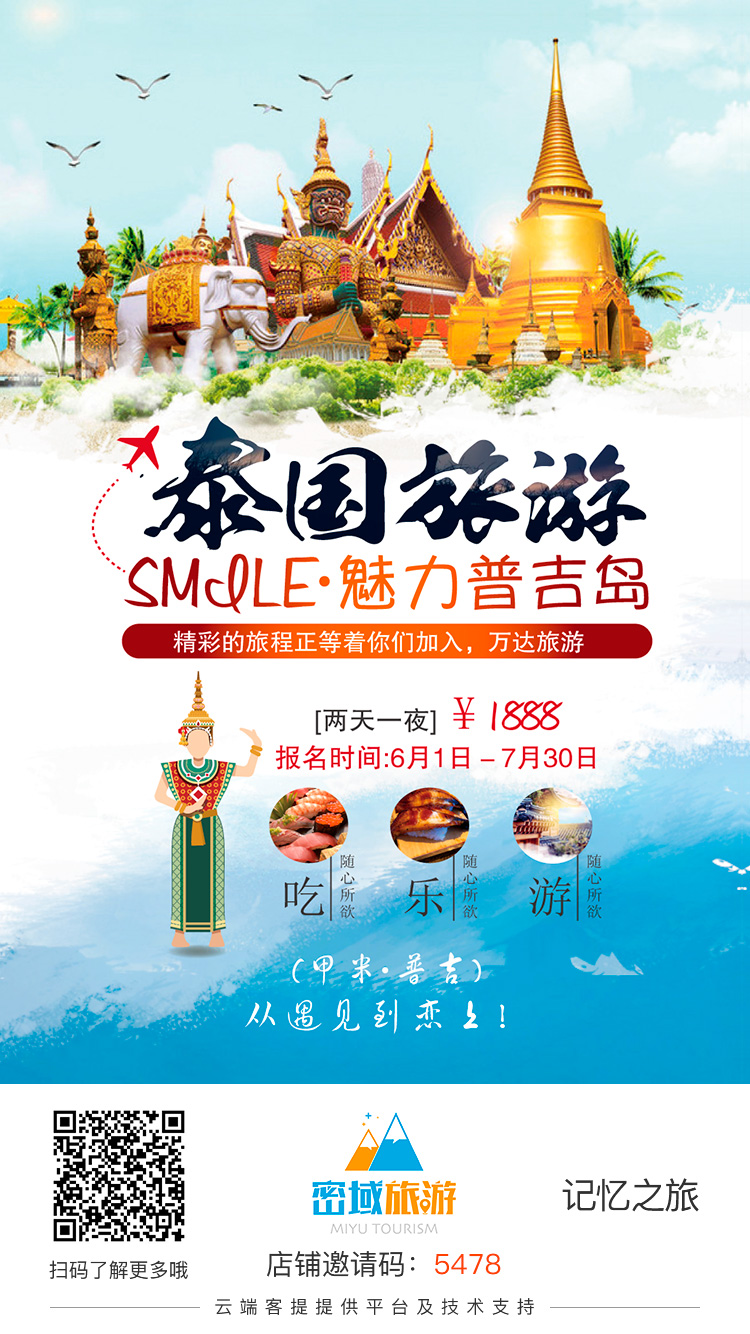 泰国旅游
SMILE·魅力普吉岛
精彩的旅程正等着你们加入，万达旅游
[两天一夜] ¥ 1888
报名时间:6月1日－7月30日
吃 随心所欲
乐 随心所欲
游 随心所欲
(甲米·普吉)
从遇见到恋上!
密域旅游
MIYU TOURISM
记忆之旅
扫码了解更多哦
店铺邀请码：5478
云端客提提供平台及技术支持